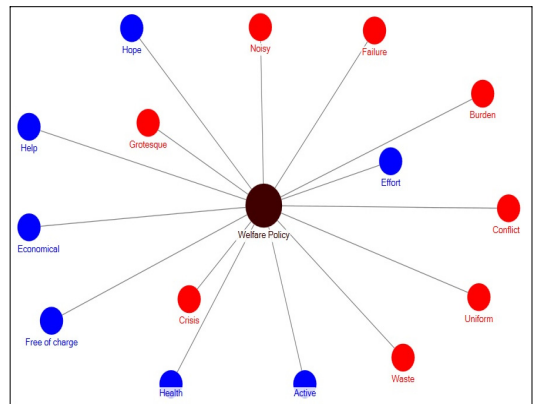 Hope
Noisy
Failure
Burden
Help
Grotesque
Effort
Welfare Policy
Conflict
Economical
Uniform
Crisis
Free of charge
Waste
Health
Active